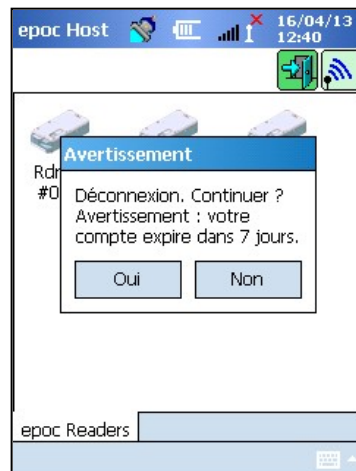 epoc Host
16/04/13
12:40
Rdr
#0
Avertissement
Déconnexion. Continuer ?
Avertissement : votre
compte expire dans 7 jours.
Oui
Non
epoc Readers